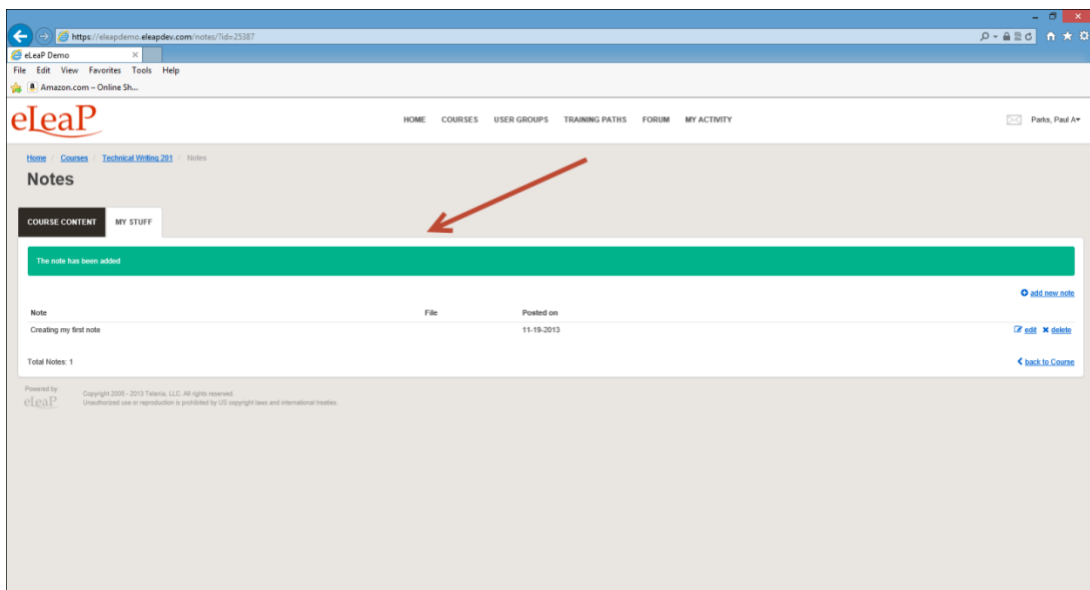 https://eleapdemo.eleapdev.com/notes/?id=25387
eLeaP Demo
File Edit View Favorites Tools Help
Amazon.com – Online Sh...
eLeaP
HOME COURSES USER GROUPS TRAINING PATHS FORUM MY ACTIVITY
Parks, Paul A
Home / Courses / Technical Writing 201 / Notes
Notes
COURSE CONTENT MY STUFF
The note has been added
add new note
Note File Posted on
Creating my first note 11-19-2013 edit delete
Total Notes: 1 back to Course
Powered by
eLeaP
Copyright 2005 - 2013 Telania, LLC. All rights reserved.
Unauthorized use or reproduction is prohibited by US copyright laws and international treaties.